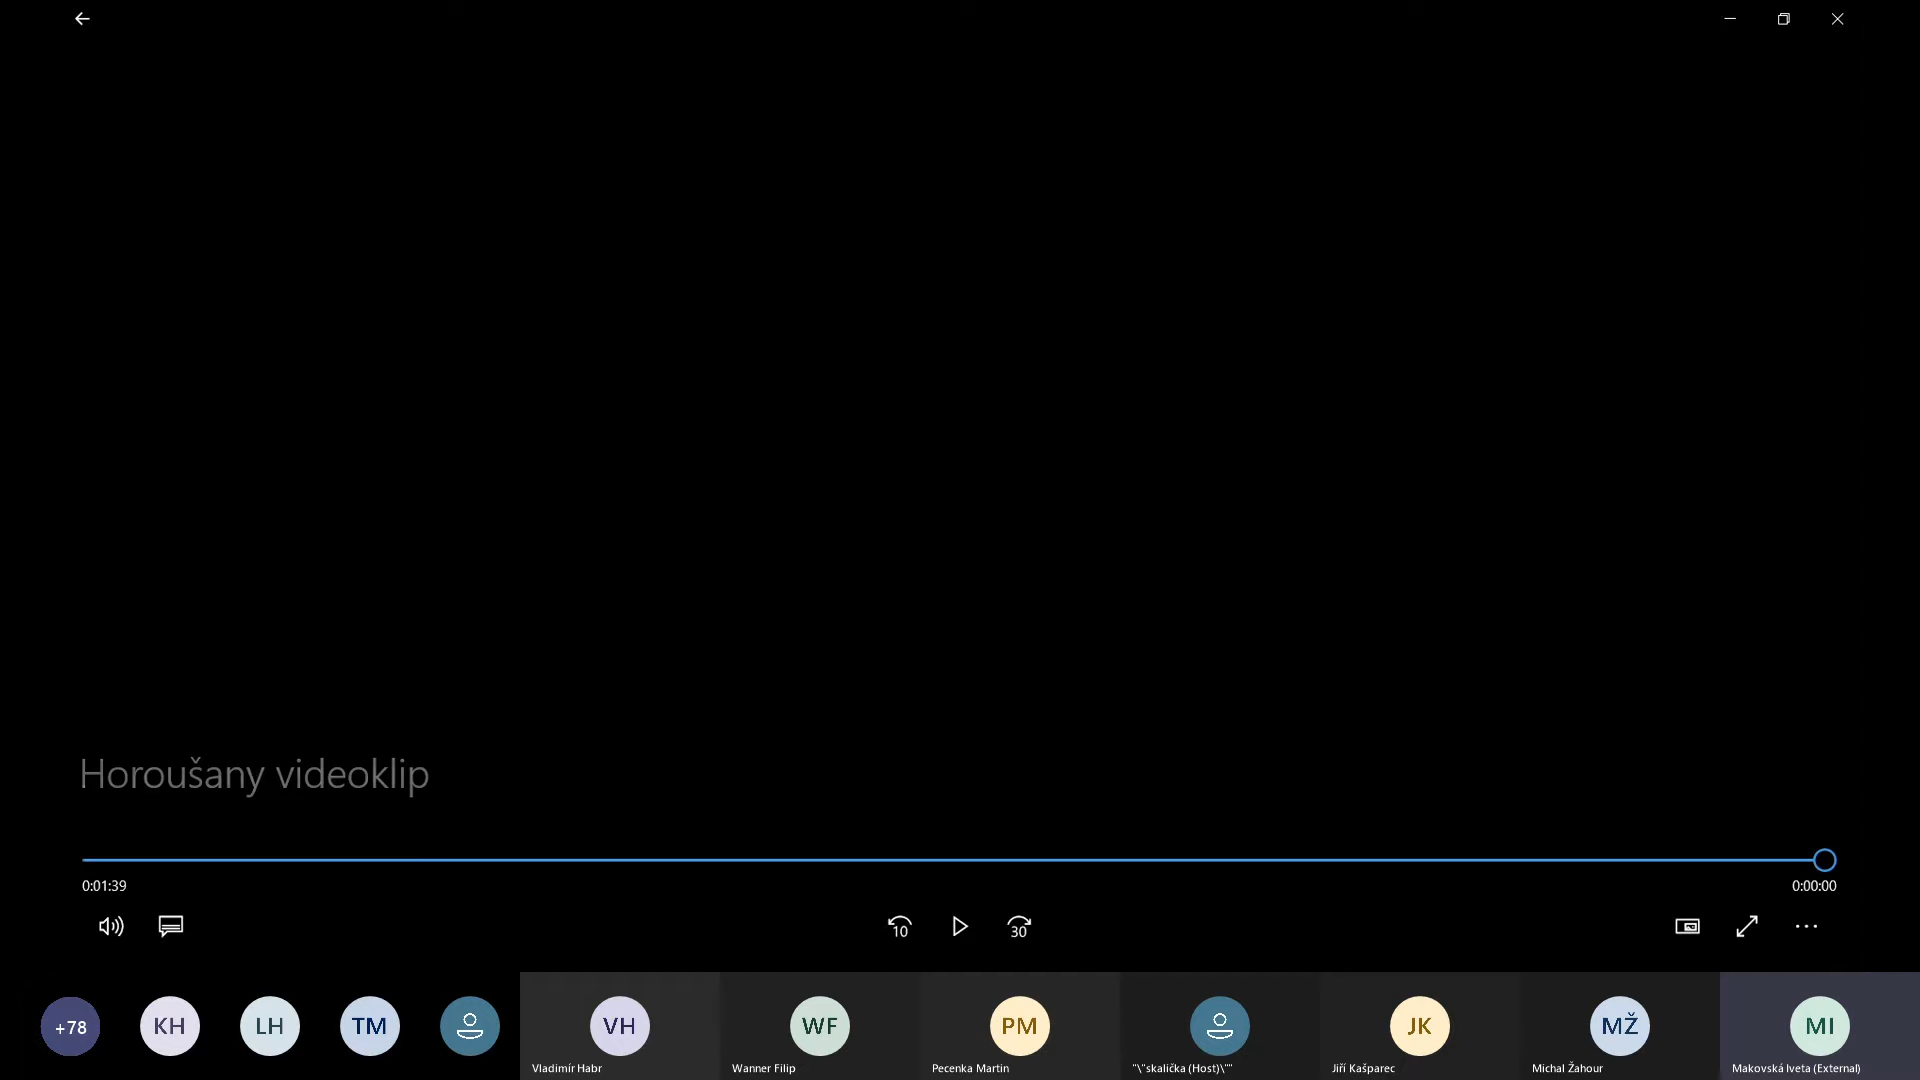 Horoušany videoklip
0:01:39
0:00:00
10
30
+78
KH
LH
TM
VH
WF
PM
JK
MŽ
MI
Vladimír Habr
Wanner Filip
Pecenka Martin
"\"skalička (Host)\""
Jiří Kašparec
Michal Žahour
Makovská Iveta (External)